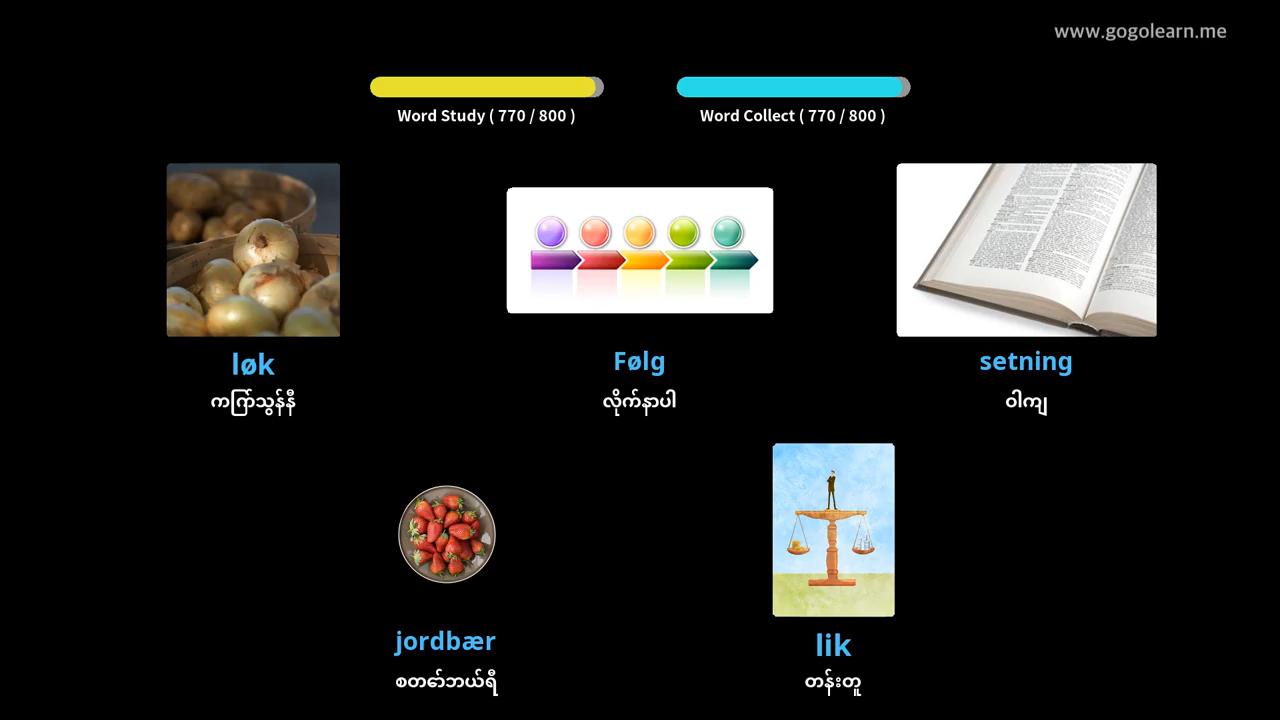 www.gogolearn.me
Word Study ( 770 / 800 )
Word Collect ( 770 / 800 )
løk
ကကြော်သွန်နီ
Følg
လိုက်နာပါ
setning
ဝါကျ
jordbær
စတော်ဘယ်ရီ
lik
တန်းတူ